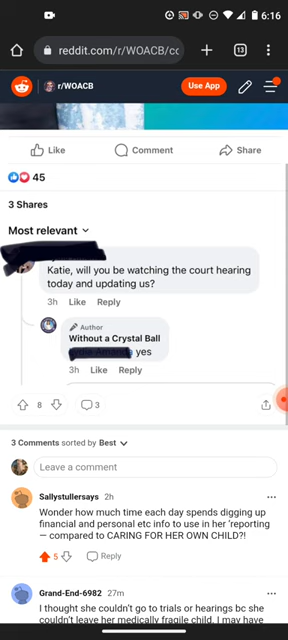 6:16
reddit.com/r/WOACB/cc
13
r/WOACB
Use App
Like
Comment
Share
45
3 Shares
Most relevant
Katie, will you be watching the court hearing
today and updating us?
3h Like Reply
Author
Without a Crystal Ball
yes
3h Like Reply
8
3
3 Comments sorted by Best
Leave a comment
Sallystullersays 2h
Wonder how much time each day spends digging up
financial and personal etc info to use in her 'reporting
— compared to CARING FOR HER OWN CHILD?!
5
Reply
Grand-End-6982 27m
I thought she couldn't go to trials or hearings bc she
couldn't leave her medically fragile child. I may have